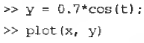 >> y = 0.7*cos(t);
>> plot(x, y)